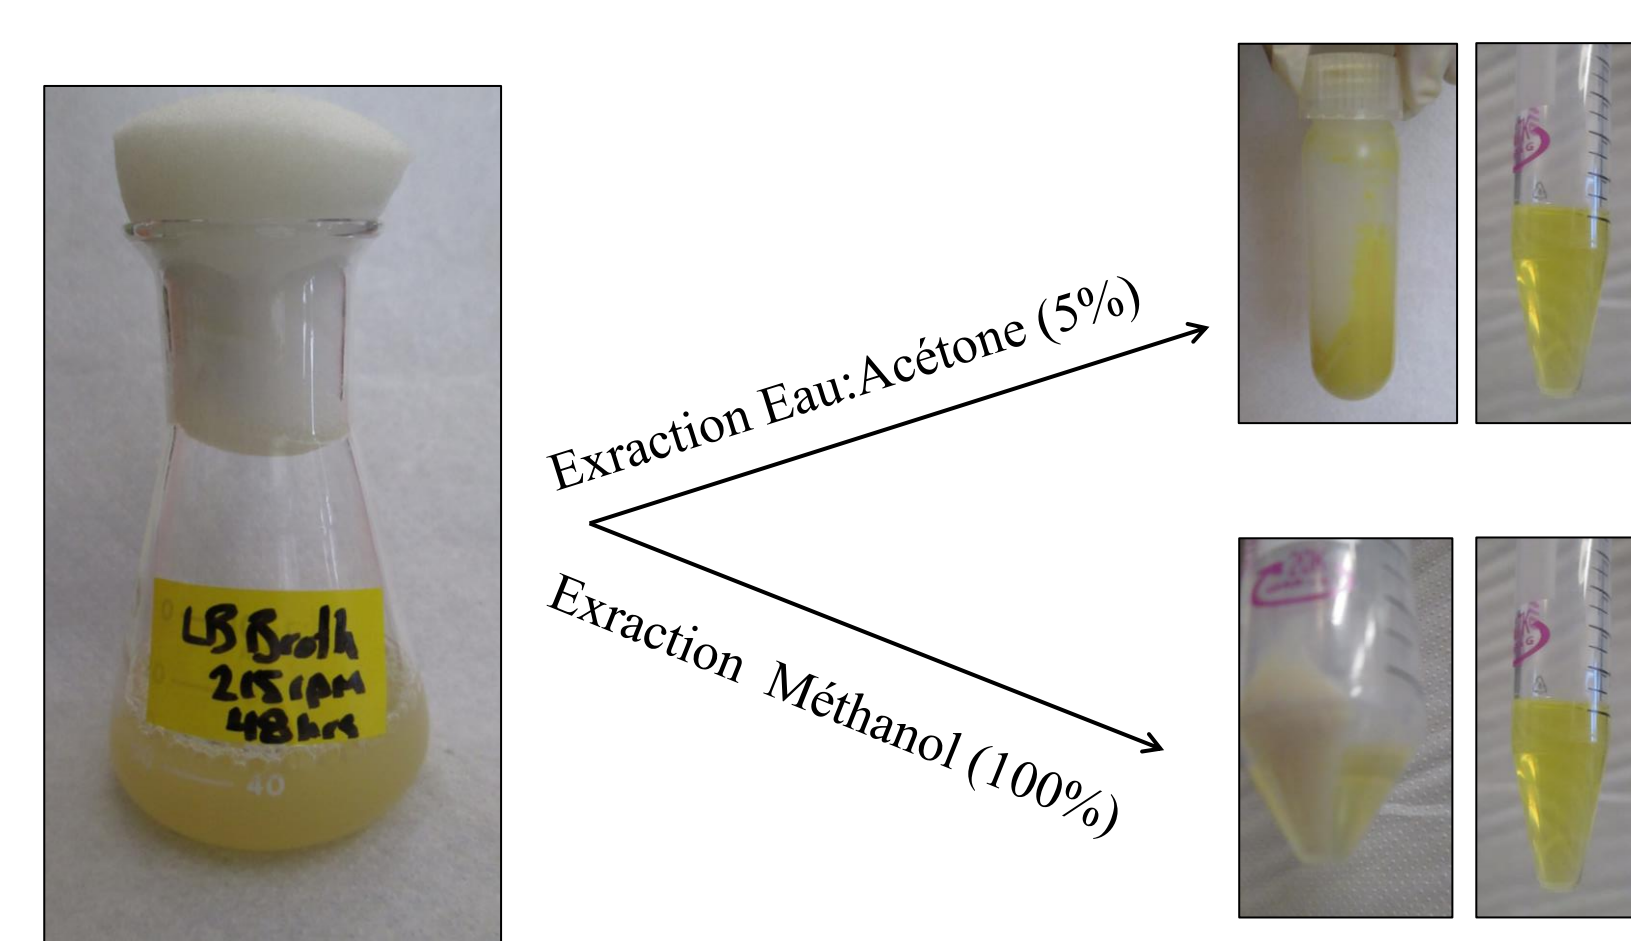 LB Broth
215 rpm
48 hrs
40
Exraction Eau:Acétone (5%)
Exraction Méthanol (100%)